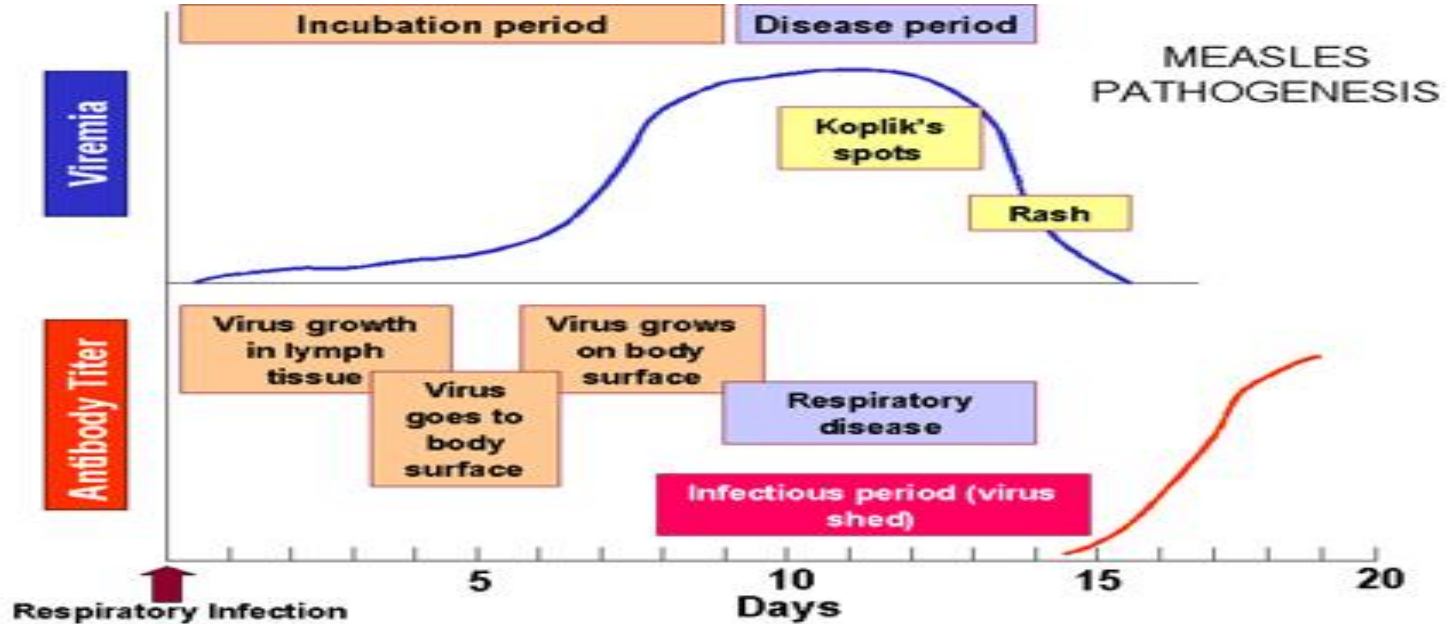 Incubation period
Disease period
MEASLES
PATHOGENESIS
Viremia
Koplik's
spots
Rash
Antibody Titer
Virus growth
in lymph
tissue
Virus
goes to
body
surface
Virus grows
on body
surface
Respiratory
disease
Infectious period (virus
shed)
5
10
15
20
Respiratory Infection
Days